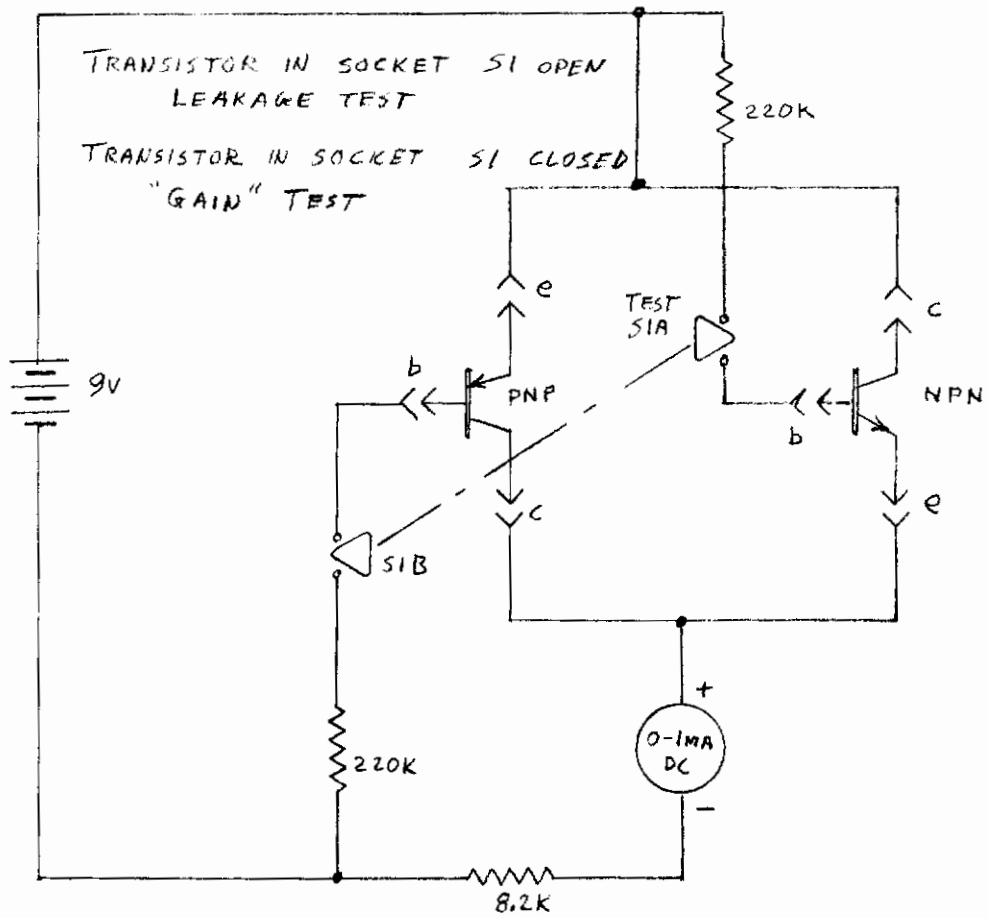 TRANSISTOR IN SOCKET S1 OPEN
LEAKAGE TEST
TRANSISTOR IN SOCKET S1 CLOSED
"GAIN" TEST
220K
e
TEST
S1A
c
9V
b
PNP
NPN
b
c
e
S1B
+
0-1MA
DC
220K
-
8.2K